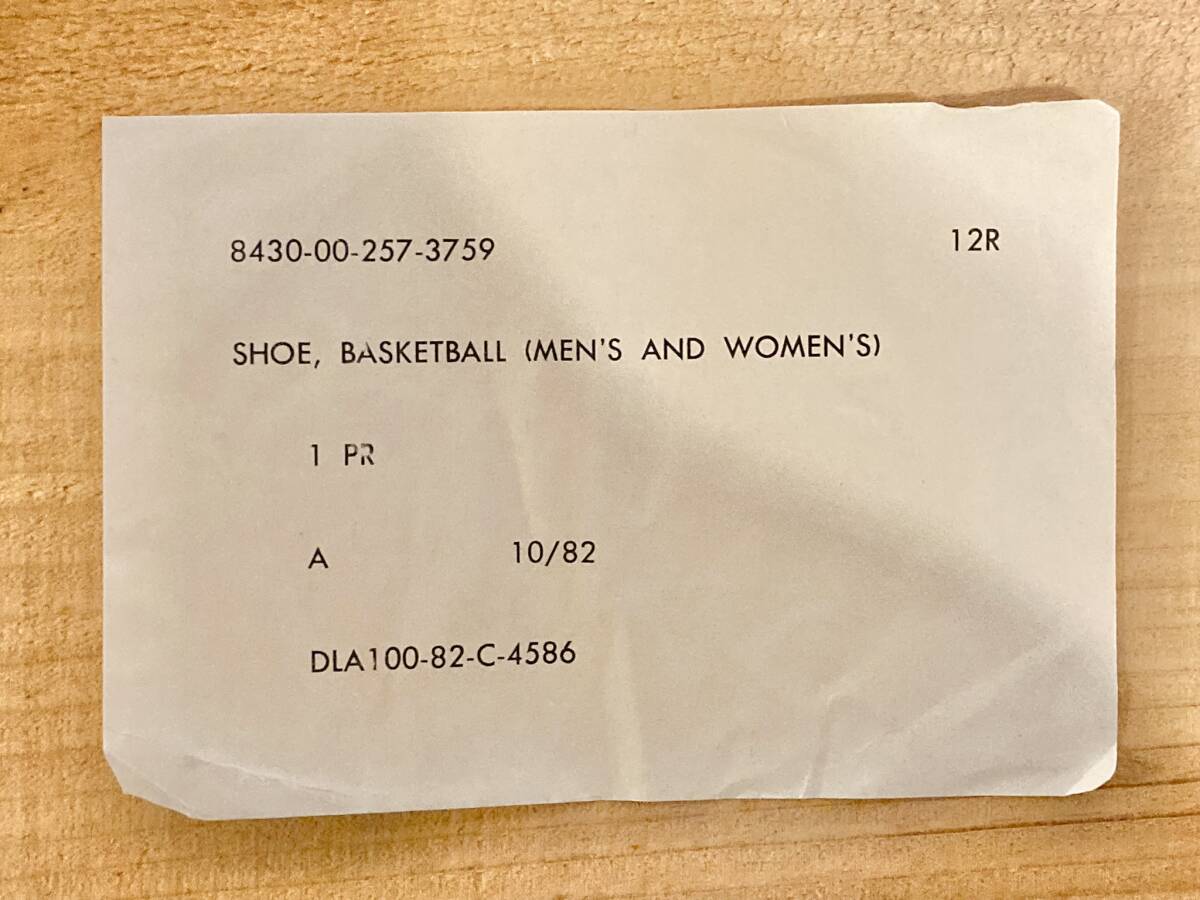 8430-00-257-3759 12R
SHOE, BASKETBALL (MEN'S AND WOMEN'S)
1 PR
A 10/82
DLA100-82-C-4586